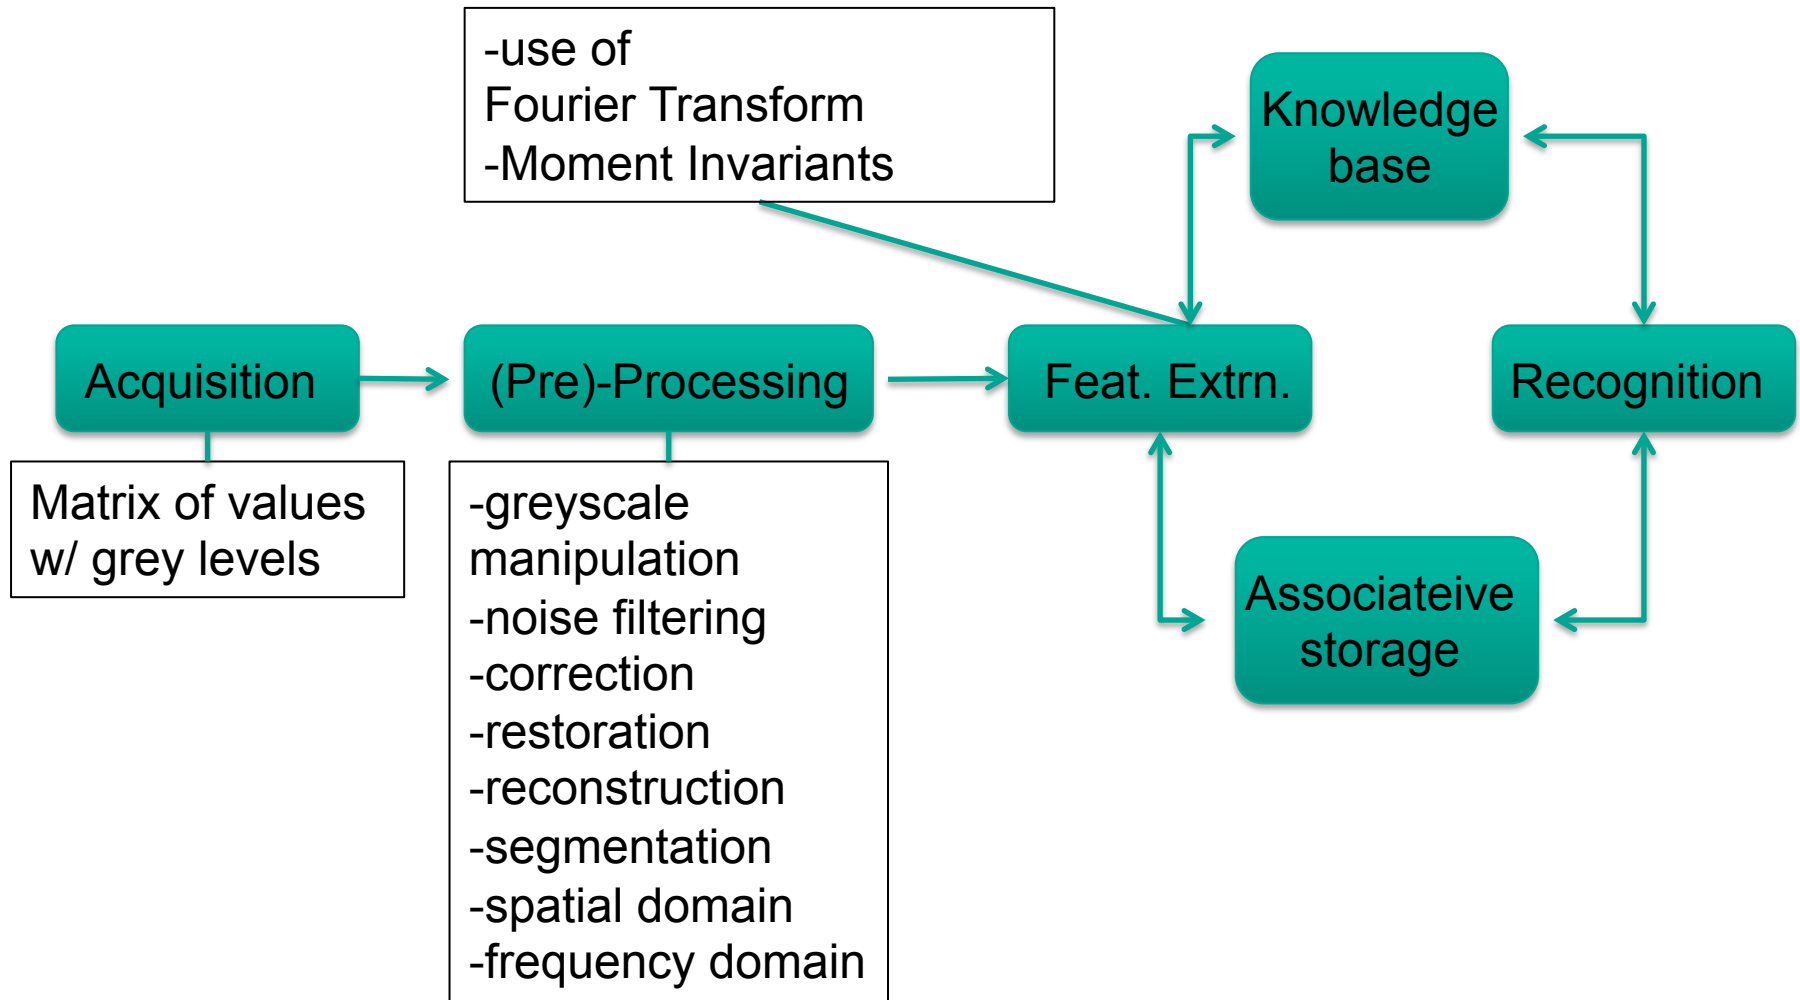 -use of
Fourier Transform
-Moment Invariants
Knowledge
base
Acquisition
(Pre)-Processing
Feat. Extrn.
Recognition
Matrix of values
w/ grey levels
-greyscale
manipulation
-noise filtering
-correction
-restoration
-reconstruction
-segmentation
-spatial domain
-frequency domain
Associateive
storage